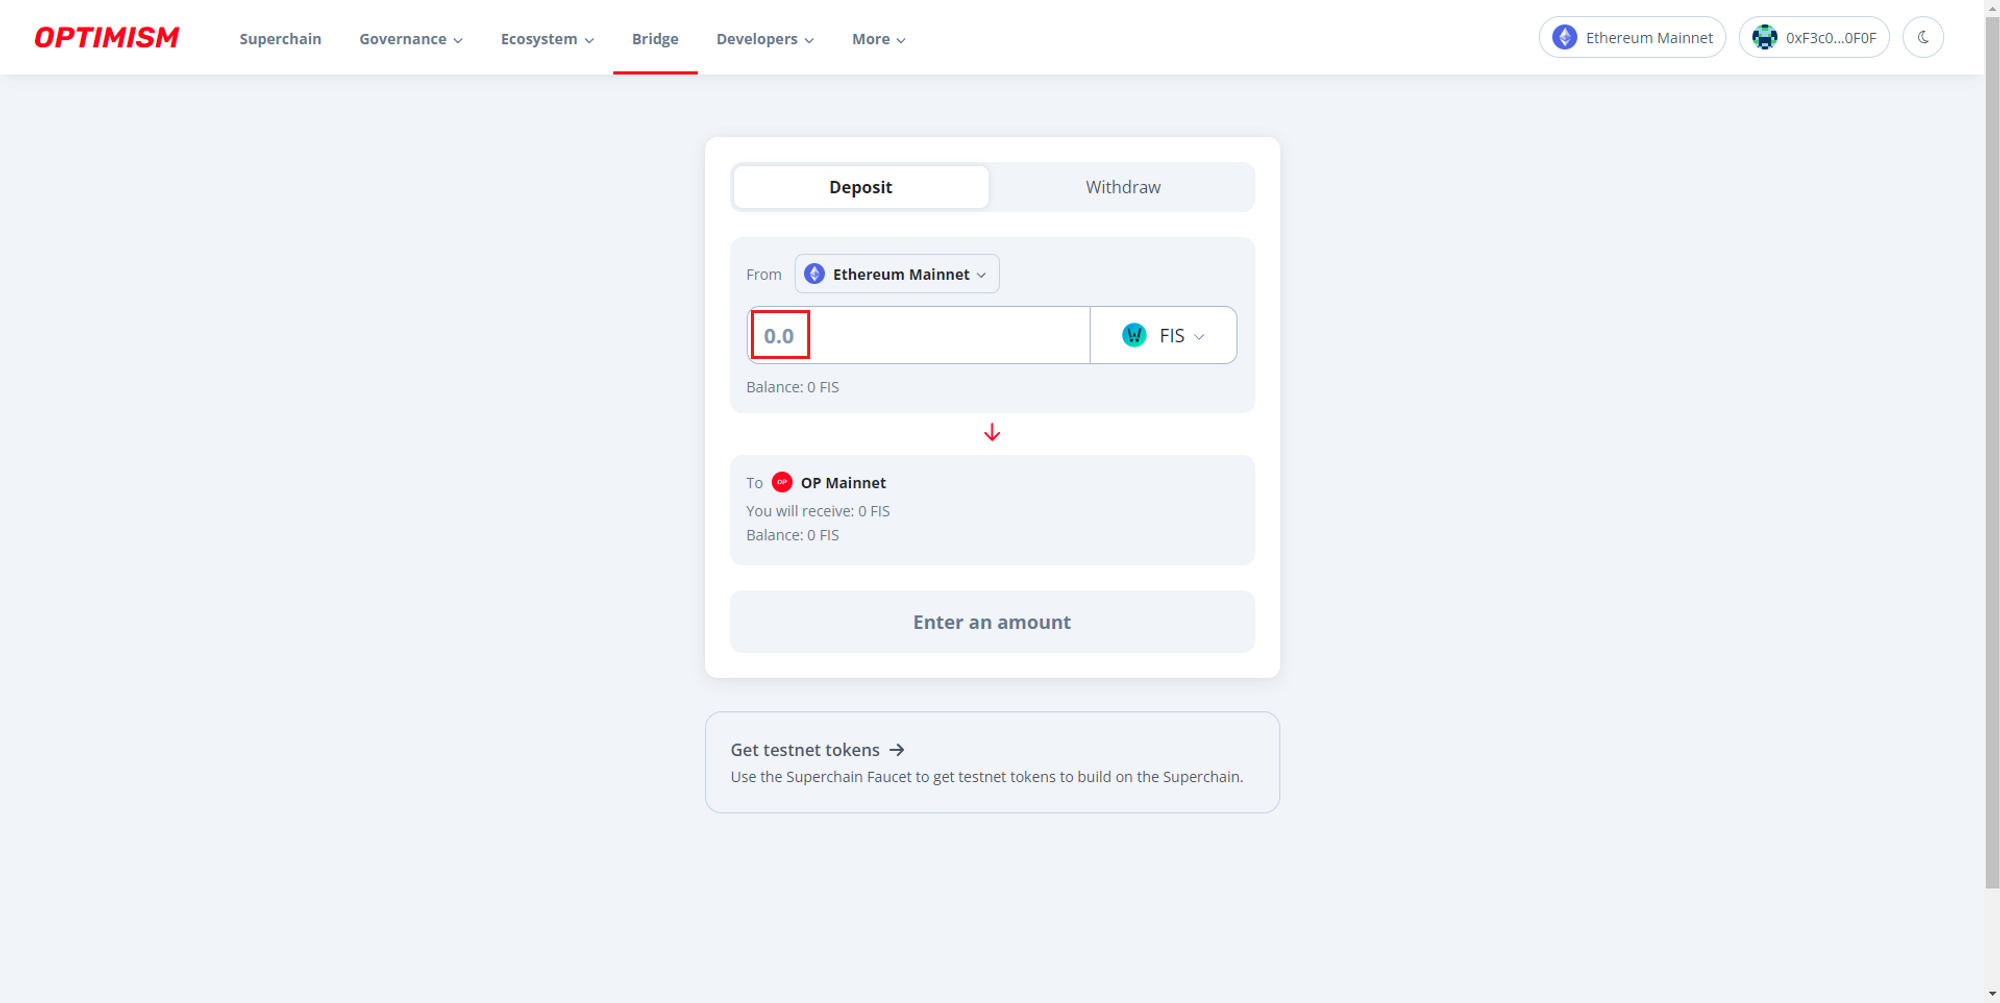 OPTIMISM Superchain Governance Ecosystem Bridge Developers More Ethereum Mainnet 0xF3c0...0F0F
Deposit Withdraw
From Ethereum Mainnet
0.0 FIS
Balance: 0 FIS
To OP OP Mainnet
You will receive: 0 FIS
Balance: 0 FIS
Enter an amount
Get testnet tokens →
Use the Superchain Faucet to get testnet tokens to build on the Superchain.